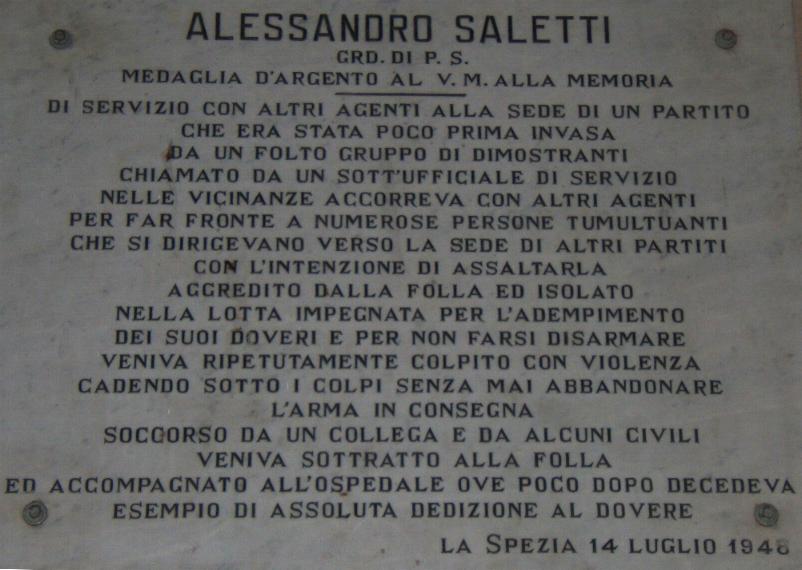 ALESSANDRO SALETTI
GRD. DI P. S.
MEDAGLIA D'ARGENTO AL V. M. ALLA MEMORIA
DI SERVIZIO CON ALTRI AGENTI ALLA SEDE DI UN PARTITO
CHE ERA STATA POCO PRIMA INVASA
DA UN FOLTO GRUPPO DI DIMOSTRANTI
CHIAMATO DA UN SOTT'UFFICIALE DI SERVIZIO
NELLE VICINANZE ACCORREVA CON ALTRI AGENTI
PER FAR FRONTE A NUMEROSE PERSONE TUMULTUANTI
CHE SI DIRIGEVANO VERSO LA SEDE DI ALTRI PARTITI
CON L'INTENZIONE DI ASSALTARLA
AGGREDITO DALLA FOLLA ED ISOLATO
NELLA LOTTA IMPEGNATA PER L'ADEMPIMENTO
DEI SUOI DOVERI E PER NON FARSI DISARMARE
VENIVA RIPETUTAMENTE COLPITO CON VIOLENZA
CADENDO SOTTO I COLPI SENZA MAI ABBANDONARE
L'ARMA IN CONSEGNA
SOCCORSO DA UN COLLEGA E DA ALCUNI CIVILI
VENIVA SOTTRATTO ALLA FOLLA
ED ACCOMPAGNATO ALL'OSPEDALE OVE POCO DOPO DECEDEVA
ESEMPIO DI ASSOLUTA DEDIZIONE AL DOVERE
LA SPEZIA 14 LUGLIO 1948